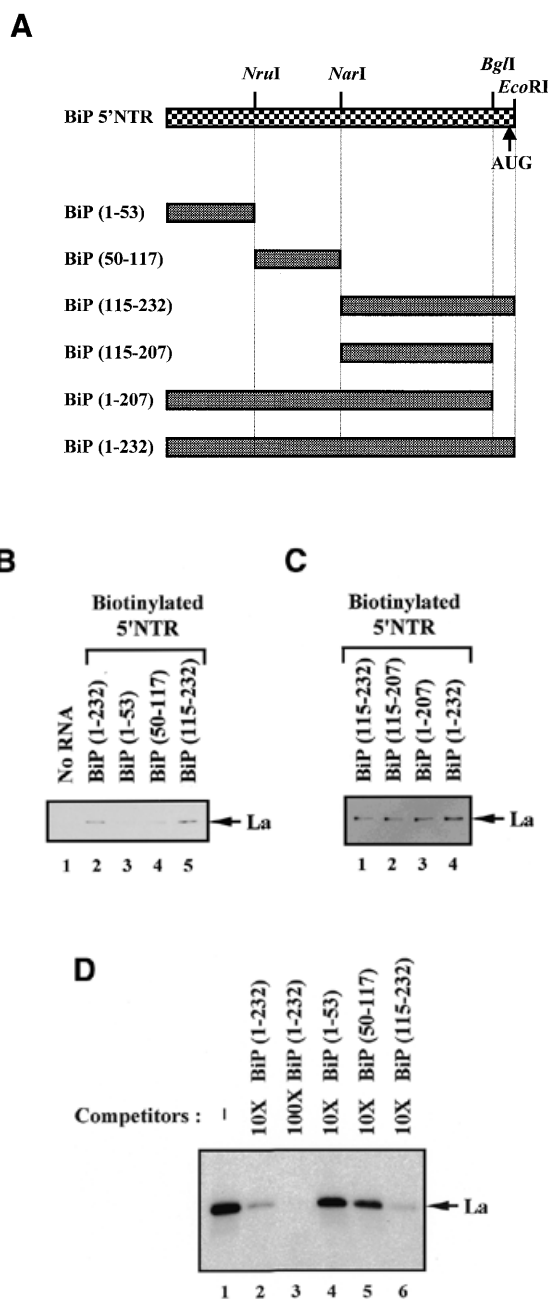 A
NruI
NarI
BglI
EcoRI
BiP 5'NTR
AUG
BiP (1-53)
BiP (50-117)
BiP (115-232)
BiP (115-207)
BiP (1-207)
BiP (1-232)
B
Biotinylated
5'NTR
No RNA
BiP (1-232)
BiP (1-53)
BiP (50-117)
BiP (115-232)
La
1 2 3 4 5
C
Biotinylated
5'NTR
BiP (115-232)
BiP (115-207)
BiP (1-207)
BiP (1-232)
La
1 2 3 4
D
Competitors :
–
10X BiP (1-232)
100X BiP (1-232)
10X BiP (1-53)
10X BiP (50-117)
10X BiP (115-232)
La
1 2 3 4 5 6